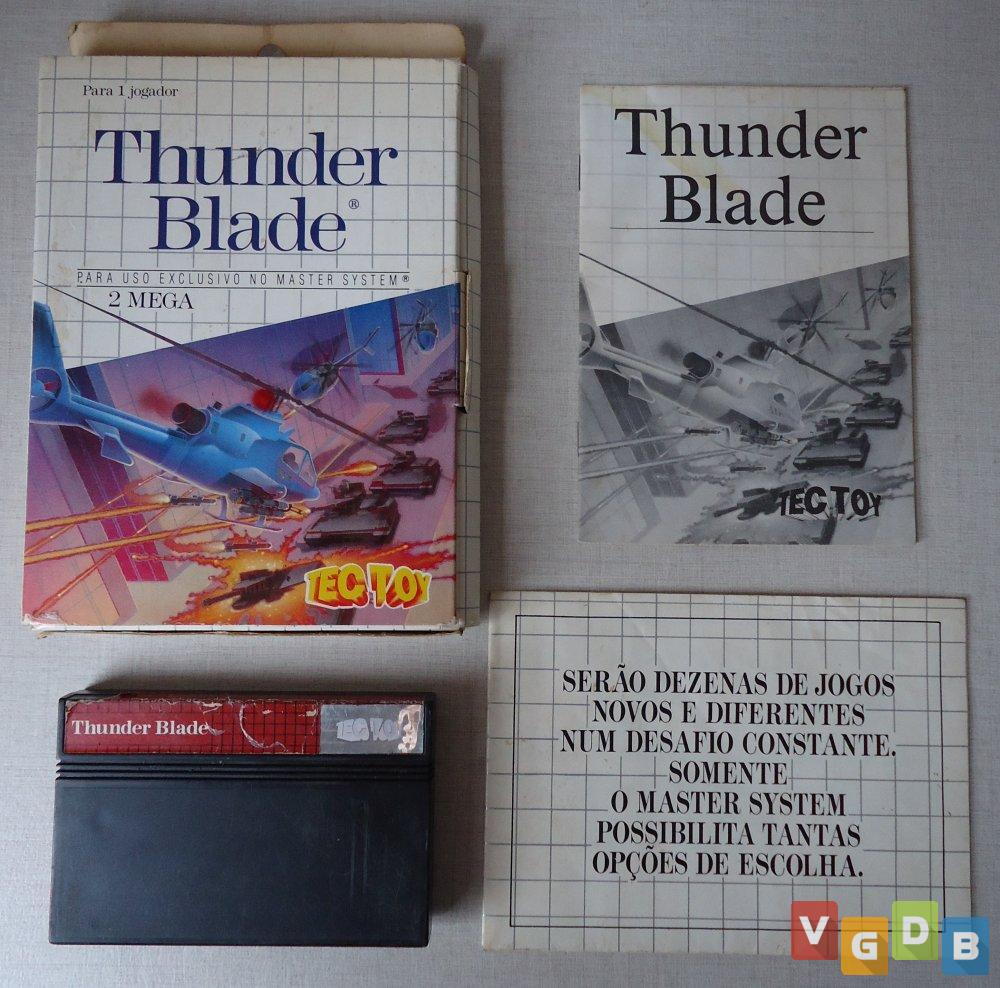 Para 1 jogador
Thunder
Blade®
PARA USO EXCLUSIVO NO MASTER SYSTEM®
2 MEGA
TEC TOY
Thunder
Blade
TEC TOY
Thunder Blade
TEC TOY
SERÃO DEZENAS DE JOGOS
NOVOS E DIFERENTES
NUM DESAFIO CONSTANTE.
SOMENTE
O MASTER SYSTEM
POSSIBILITA TANTAS
OPÇÕES DE ESCOLHA.
VGDB